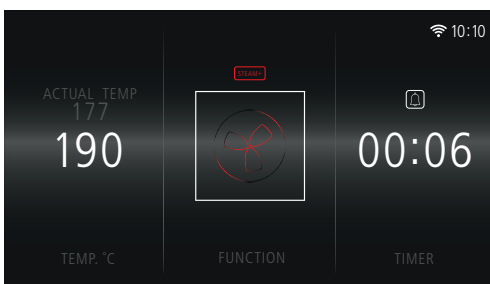 10:10
STEAM+
ACTUAL TEMP
177
190
00:06
TEMP. °C
FUNCTION
TIMER